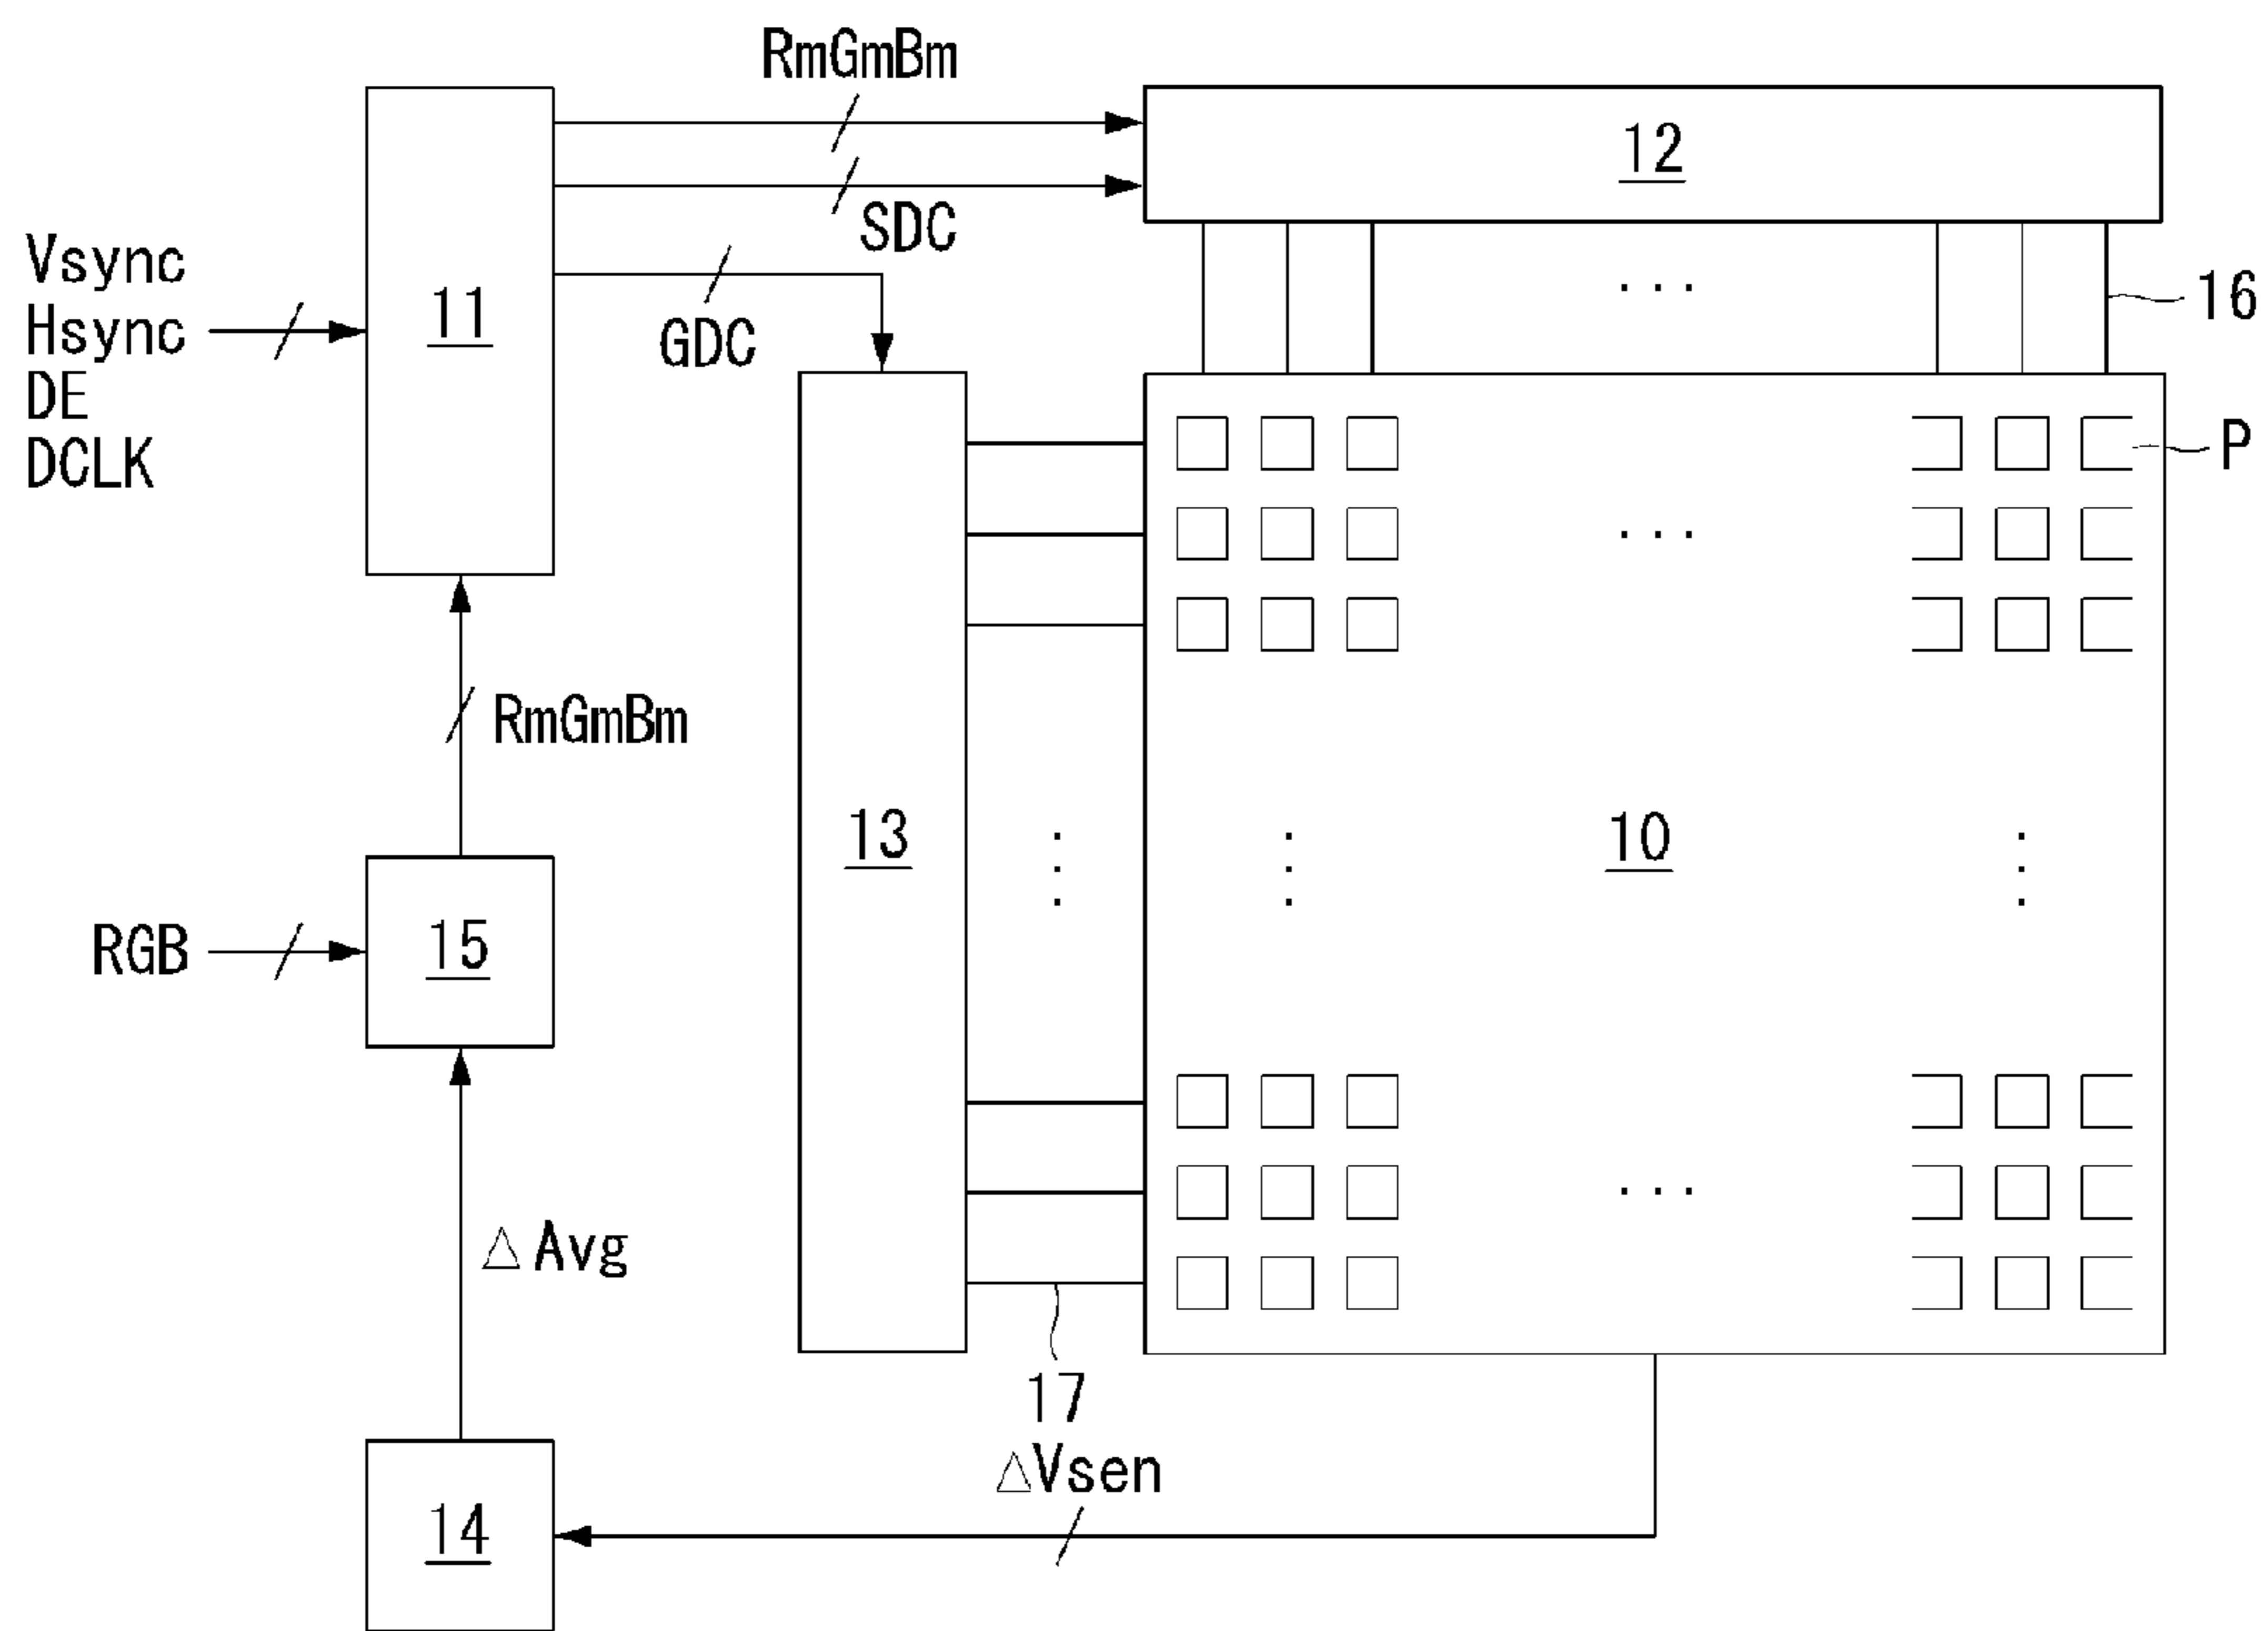 RmGmBm
12
SDC
Vsync
Hsync
DE
DCLK
11
GDC
16
P
RmGmBm
13
10
RGB
15
△Avg
17
△Vsen
14